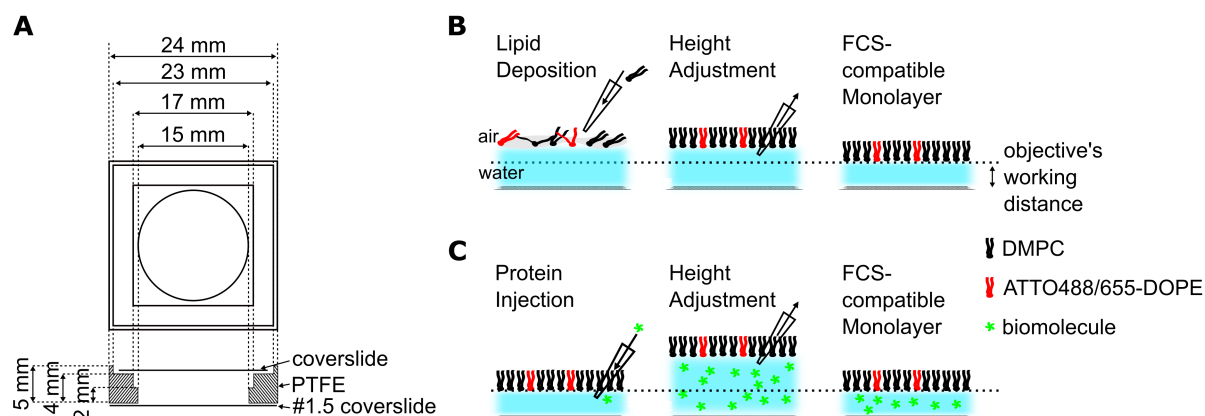 A
24 mm
23 mm
17 mm
15 mm
5 mm
4 mm
2 mm
coverslide
PTFE
#1.5 coverslide
B
Lipid
Deposition
Height
Adjustment
FCS-
compatible
Monolayer
air
water
objective's
working
distance
C
Protein
Injection
Height
Adjustment
FCS-
compatible
Monolayer
DMPC
ATTO488/655-DOPE
biomolecule